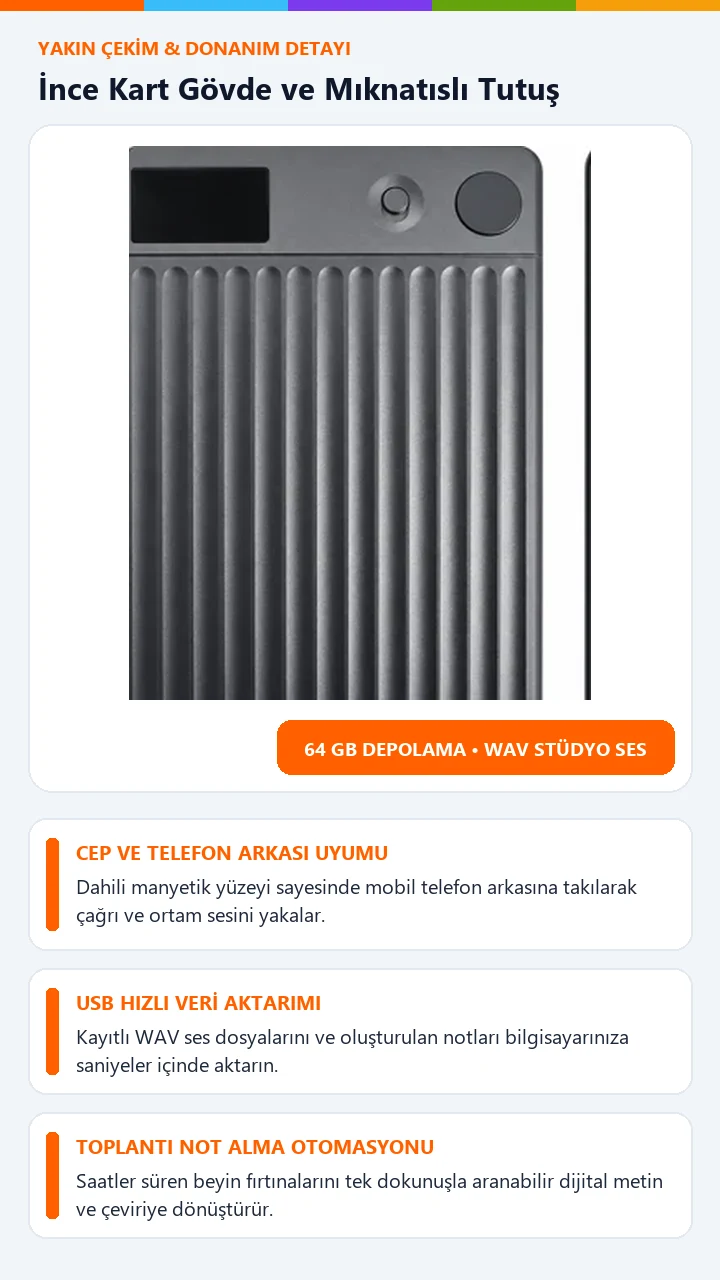 YAKIN ÇEKİM & DONANIM DETAYI
İnce Kart Gövde ve Mıknatıslı Tutuş
64 GB DEPOLAMA • WAV STÜDYO SES
CEP VE TELEFON ARKASI UYUMU
Dahili manyetik yüzeyi sayesinde mobil telefon arkasına takılarak
çağrı ve ortam sesini yakalar.
USB HIZLI VERİ AKTARIMI
Kayıtlı WAV ses dosyalarını ve oluşturulan notları bilgisayarınıza
saniyeler içinde aktarın.
TOPLANTI NOT ALMA OTOMASYONU
Saatler süren beyin fırtınalarını tek dokunuşla aranabilir dijital metin
ve çeviriye dönüştürür.